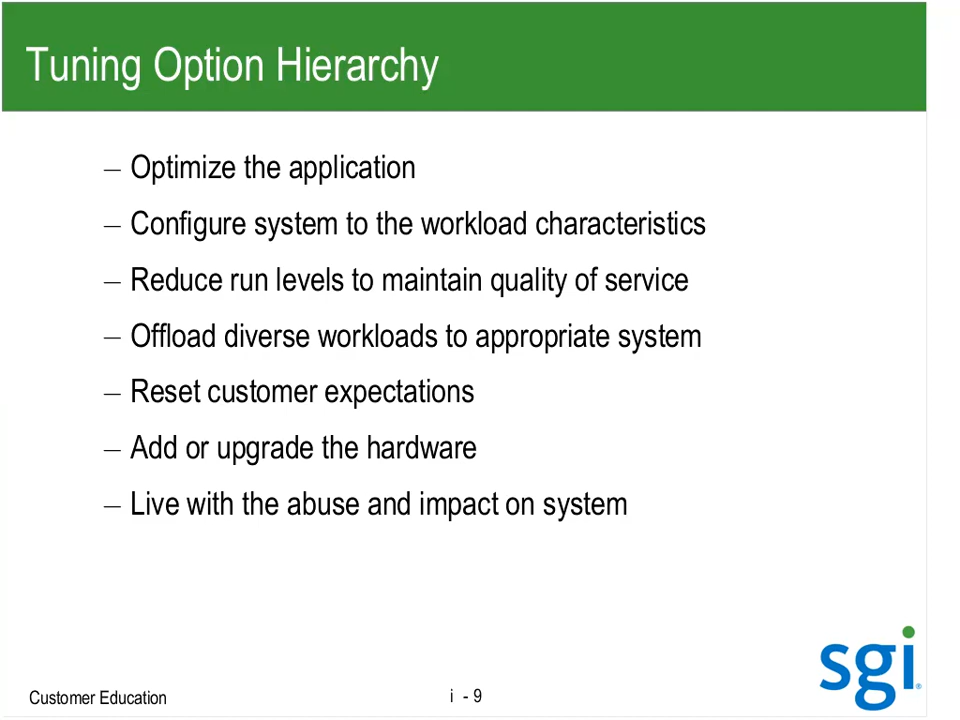 Tuning Option Hierarchy
– Optimize the application
– Configure system to the workload characteristics
– Reduce run levels to maintain quality of service
– Offload diverse workloads to appropriate system
– Reset customer expectations
– Add or upgrade the hardware
– Live with the abuse and impact on system
Customer Education
i - 9
sgi®